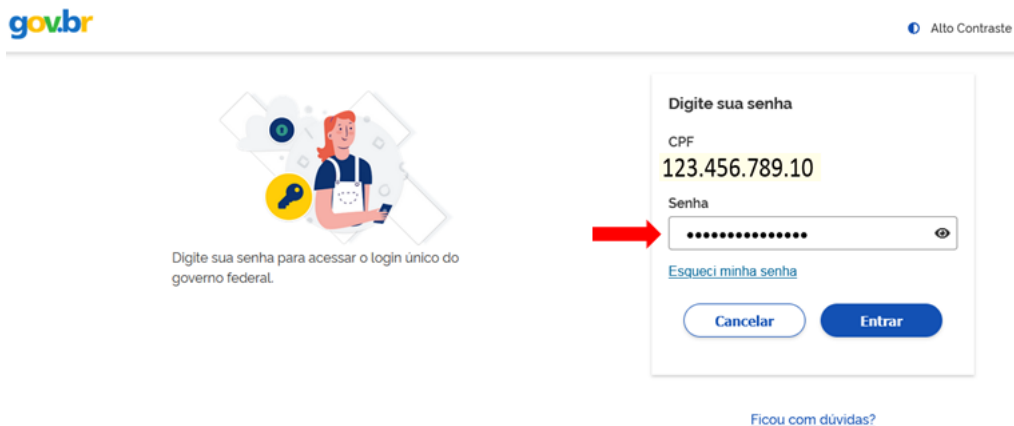 gov.br
Alto Contraste
Digite sua senha para acessar o login único do
governo federal.
Digite sua senha
CPF
123.456.789.10
Senha
•••••••••••••••
Esqueci minha senha
Cancelar
Entrar
Ficou com dúvidas?